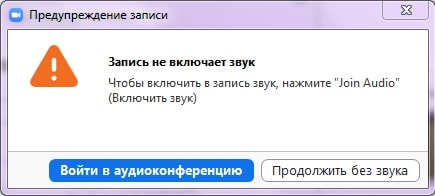 Предупреждение записи
Запись не включает звук
Чтобы включить в запись звук, нажмите "Join Audio"
(Включить звук)
Войти в аудиоконференцию
Продолжить без звука